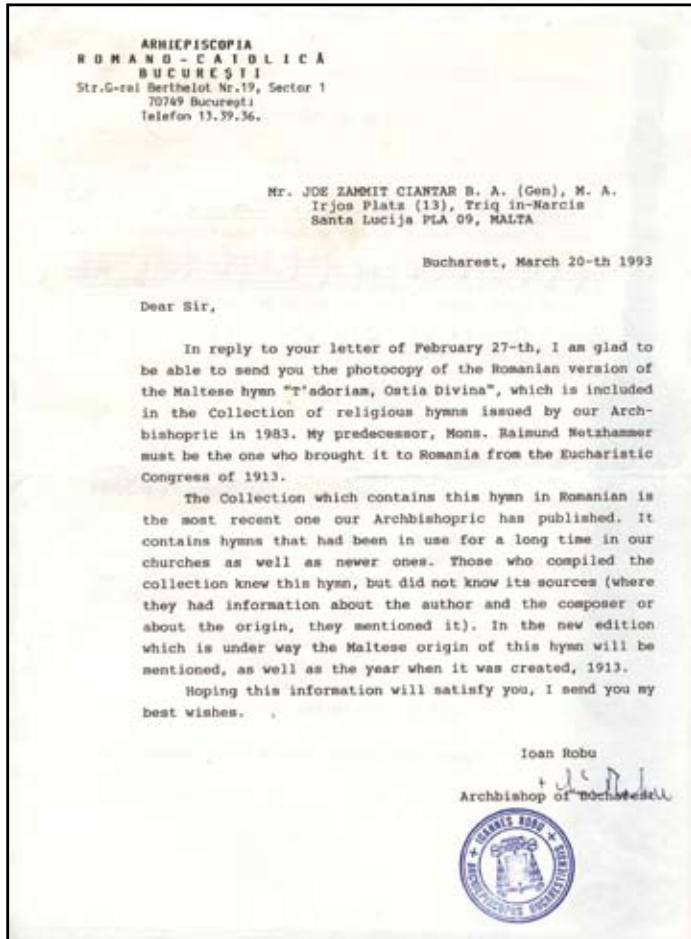 ARHIEPISCOPIA
ROMANO-CATOLICĂ
BUCUREŞTI
Str.G-ral Berthelot Nr.19, Sector 1
70749 Bucureşti
Telefon 13.39.36.
Mr. JOE ZAMMIT CIANTAR B. A. (Gen), M. A.
Irjos Platz (13), Triq in-Narcis
Santa Lucija PLA 09, MALTA
Bucharest, March 20-th 1993
Dear Sir,
In reply to your letter of February 27-th, I am glad to
be able to send you the photocopy of the Romanian version of
the Maltese hymn "T'adoriam, Ostia Divina", which is included
in the Collection of religious hymns issued by our Arch-
bishopric in 1983. My predecessor, Mons. Raimund Netzhammer
must be the one who brought it to Romania from the Eucharistic
Congress of 1913.
The Collection which contains this hymn in Romanian is
the most recent one our Archbishopric has published. It
contains hymns that had been in use for a long time in our
churches as well as newer ones. Those who compiled the
collection knew this hymn, but did not know its sources (where
they had information about the author and the composer or
about the origin, they mentioned it). In the new edition
which is under way the Maltese origin of this hymn will be
mentioned, as well as the year when it was created, 1913.
Hoping this information will satisfy you, I send you my
best wishes.
Ioan Robu
Archbishop of Bucharest
+ IOANNES ROBU +
ARCHIEPISCOPUS BUCARESTIENSIS